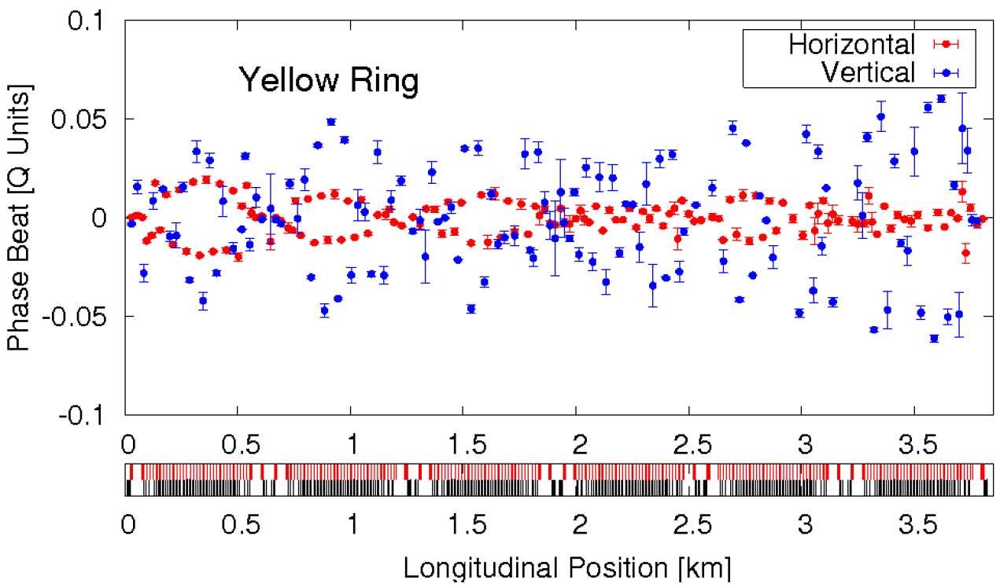 Phase Beat [Q Units]
0.1
0.05
0
-0.05
-0.1
Yellow Ring
Horizontal
Vertical
0 0.5 1 1.5 2 2.5 3 3.5
0 0.5 1 1.5 2 2.5 3 3.5
Longitudinal Position [km]